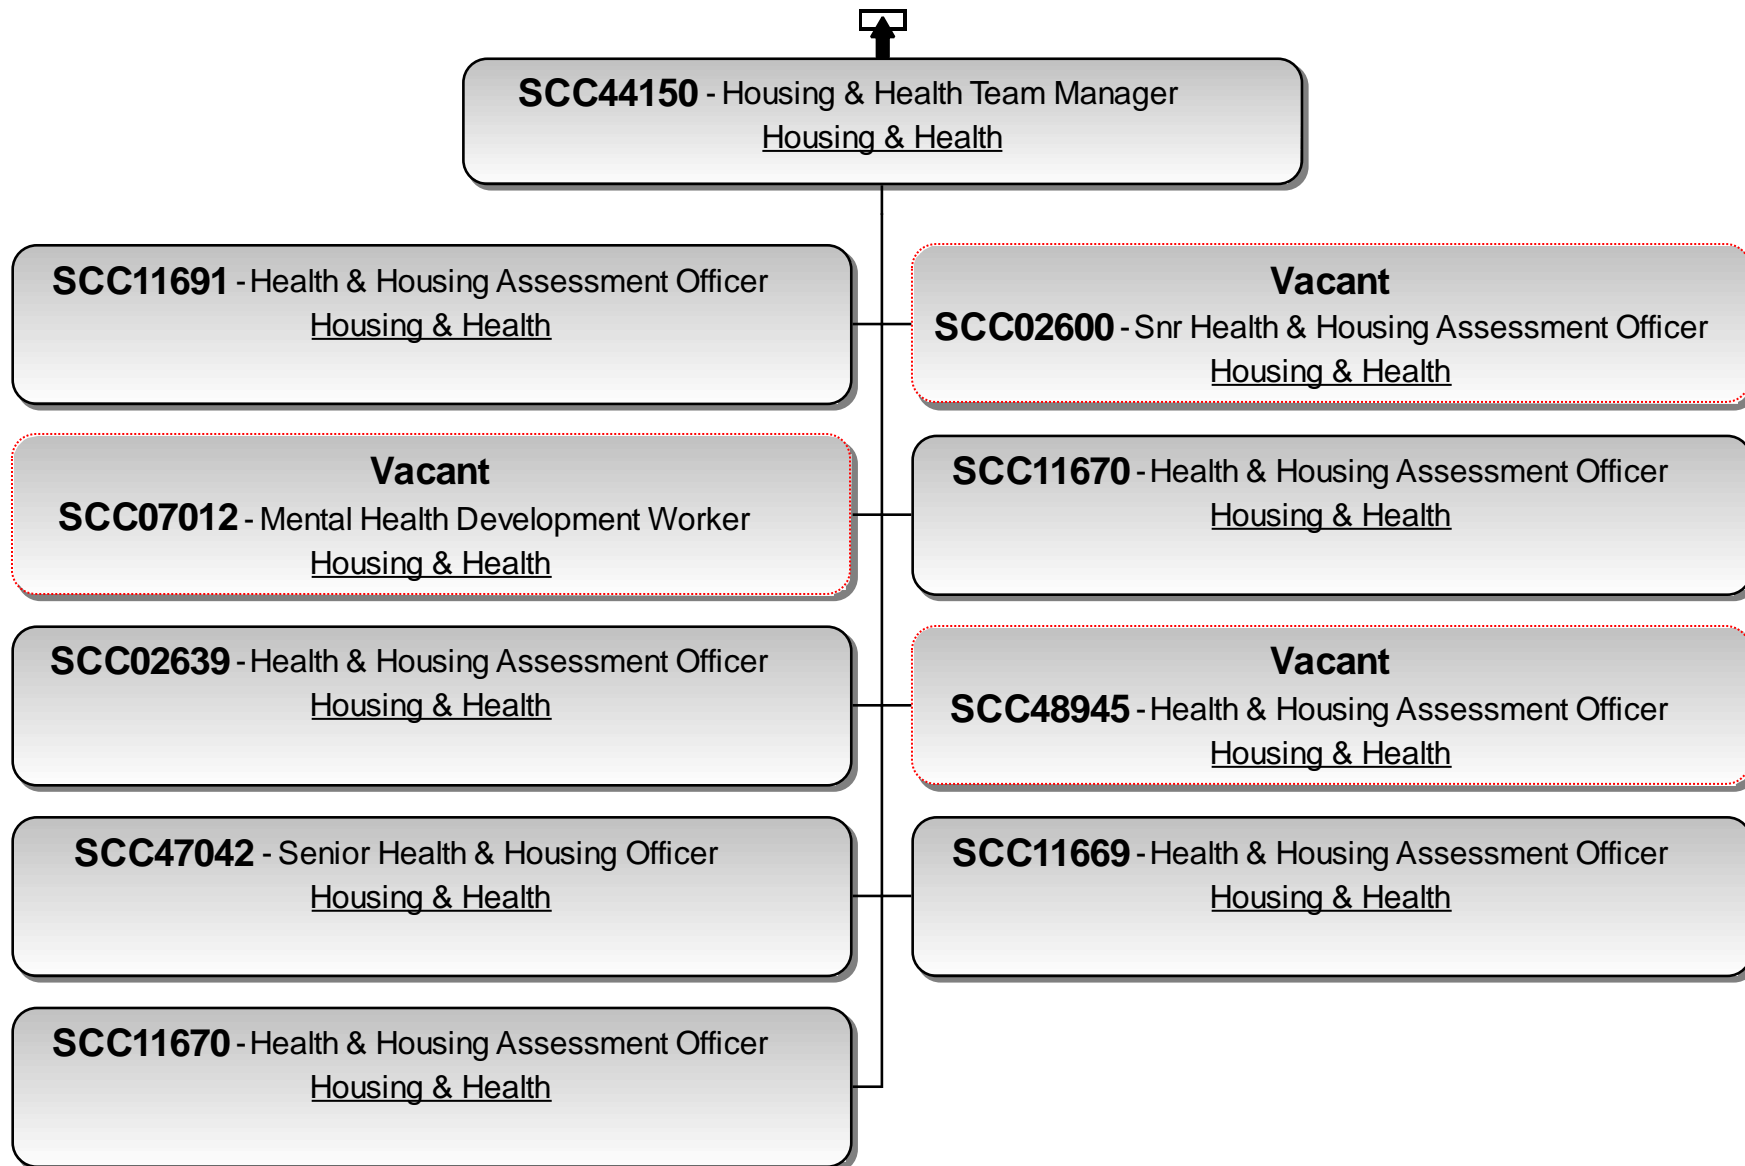 SCC44150 - Housing & Health Team Manager
Housing & Health
SCC11691 - Health & Housing Assessment Officer
Housing & Health
Vacant
SCC02600 - Snr Health & Housing Assessment Officer
Housing & Health
Vacant
SCC07012 - Mental Health Development Worker
Housing & Health
SCC11670 - Health & Housing Assessment Officer
Housing & Health
SCC02639 - Health & Housing Assessment Officer
Housing & Health
Vacant
SCC48945 - Health & Housing Assessment Officer
Housing & Health
SCC47042 - Senior Health & Housing Officer
Housing & Health
SCC11669 - Health & Housing Assessment Officer
Housing & Health
SCC11670 - Health & Housing Assessment Officer
Housing & Health